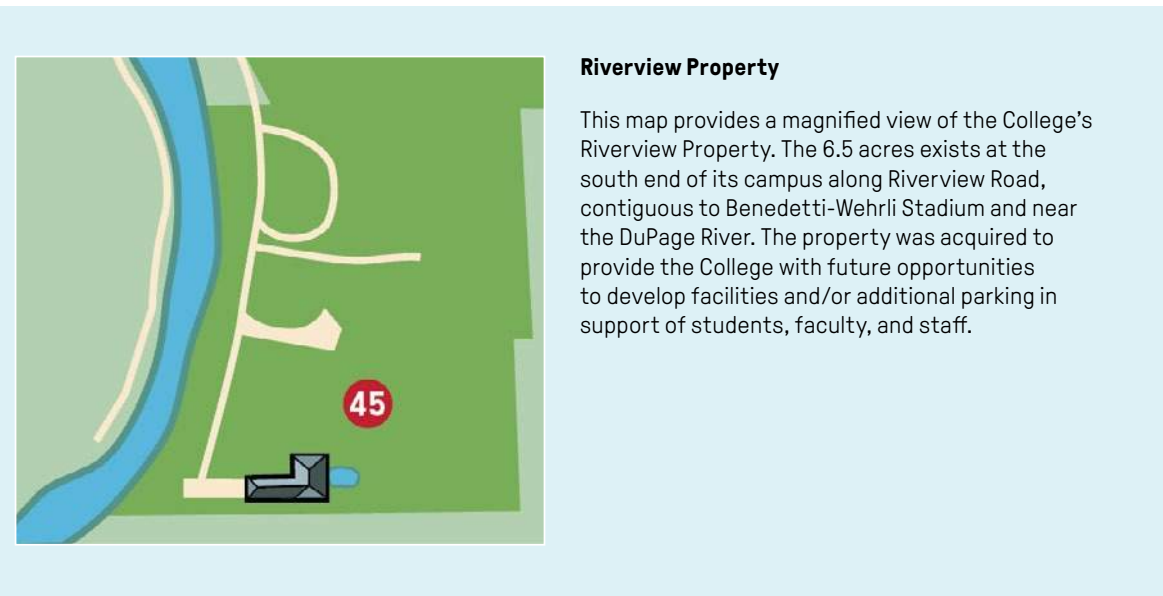 45
Riverview Property
This map provides a magnified view of the College’s
Riverview Property. The 6.5 acres exists at the
south end of its campus along Riverview Road,
contiguous to Benedetti-Wehrli Stadium and near
the DuPage River. The property was acquired to
provide the College with future opportunities
to develop facilities and/or additional parking in
support of students, faculty, and staff.